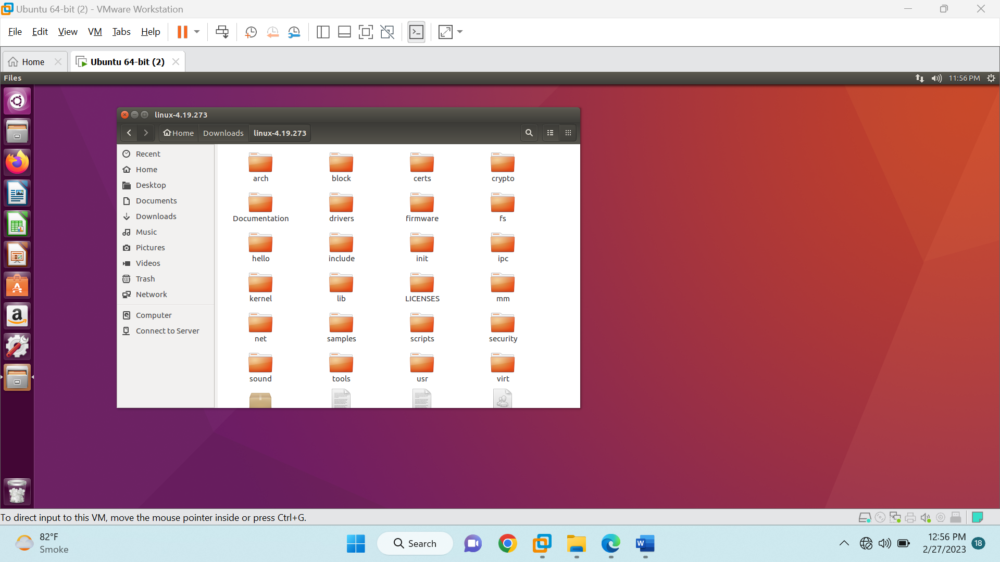 Ubuntu 64-bit (2) - VMware Workstation
File Edit View VM Tabs Help
Home Ubuntu 64-bit (2)
Files 11:56 PM
linux-4.19.273
Home Downloads linux-4.19.273
Recent
Home
Desktop
Documents
Downloads
Music
Pictures
Videos
Trash
Network
Computer
Connect to Server
arch block certs crypto
Documentation drivers firmware fs
hello include init ipc
kernel lib LICENSES mm
net samples scripts security
sound tools usr virt
To direct input to this VM, move the mouse pointer inside or press Ctrl+G.
82°F
Smoke
Search
12:56 PM
2/27/2023
18